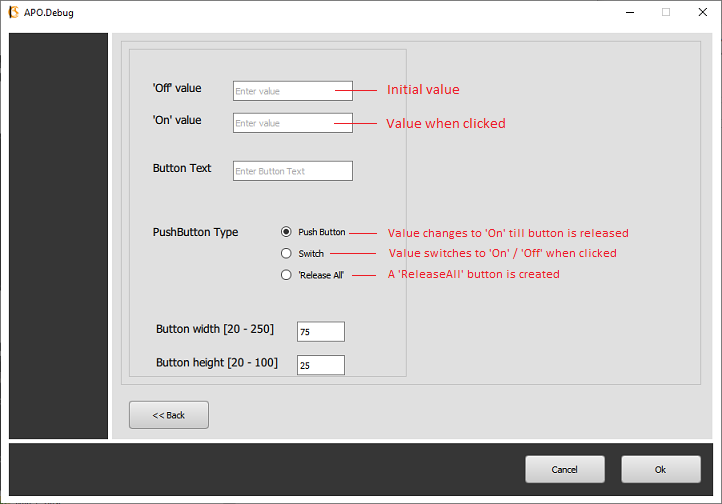 APO.Debug
'Off' value Enter value Initial value
'On' value Enter value Value when clicked
Button Text Enter Button Text
PushButton Type Push Button Value changes to 'On' till button is released
Switch Value switches to 'On' / 'Off' when clicked
'Release All' A 'ReleaseAll' button is created
Button width [20 - 250] 75
Button height [20 - 100] 25
<< Back
Cancel Ok